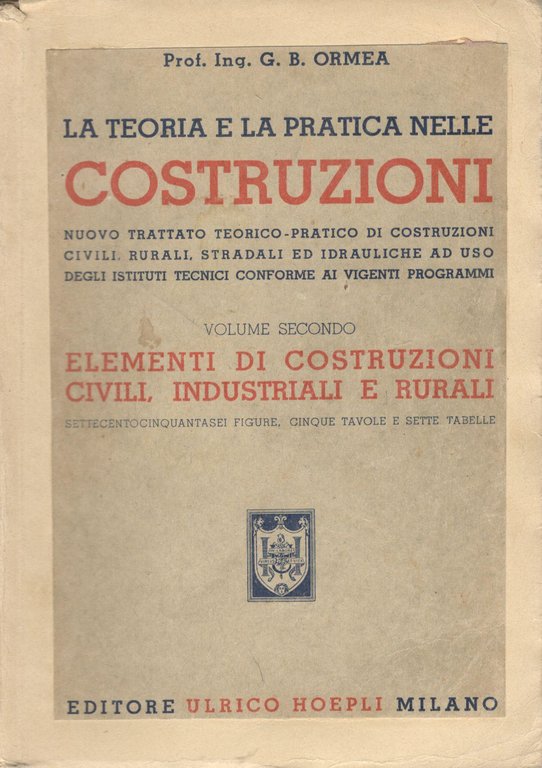 Prof. Ing. G. B. ORMEA
LA TEORIA E LA PRATICA NELLE
COSTRUZIONI
NUOVO TRATTATO TEORICO-PRATICO DI COSTRUZIONI
CIVILI, RURALI, STRADALI ED IDRAULICHE AD USO
DEGLI ISTITUTI TECNICI CONFORME AI VIGENTI PROGRAMMI
VOLUME SECONDO
ELEMENTI DI COSTRUZIONI
CIVILI, INDUSTRIALI E RURALI
SETTECENTOCINQUANTASEI FIGURE, CINQUE TAVOLE E SETTE TABELLE
EDITORE ULRICO HOEPLI MILANO